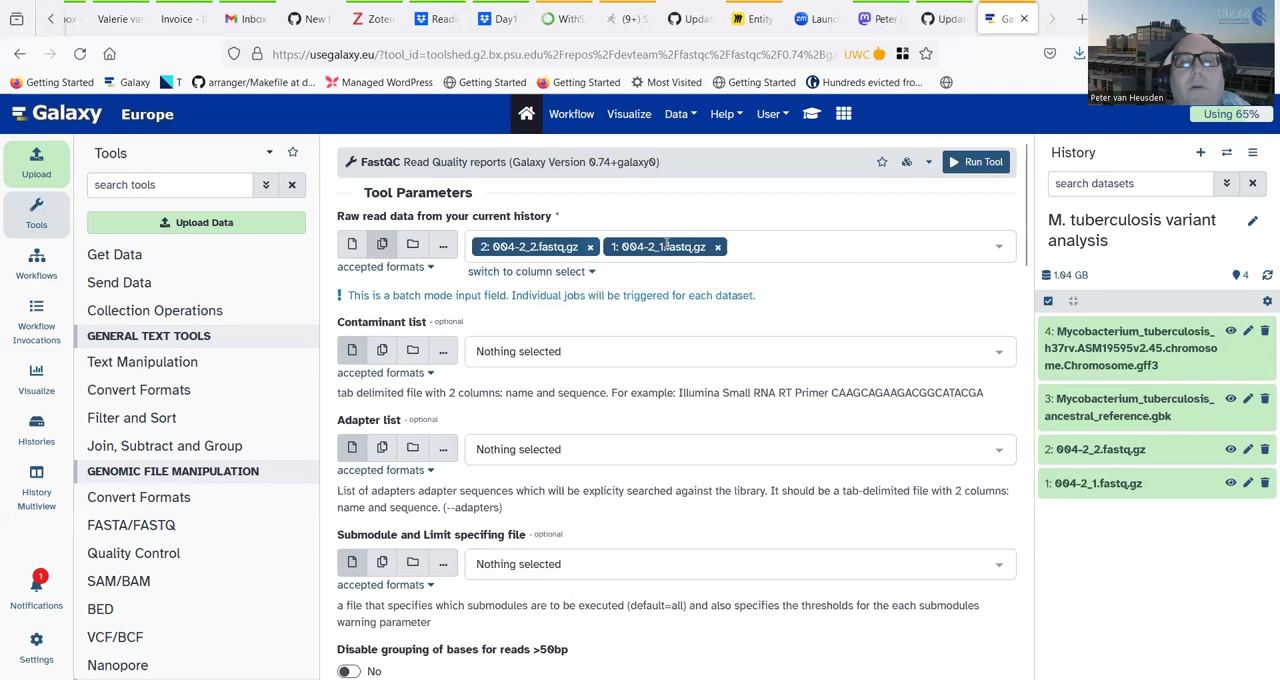 Valerie va
Invoice - I
Inbox
New I
Zoten
Readi
Day1
WithS
(9+) S
Updat
Entity
Launc
Peter
Updat
Ga
https://usegalaxy.eu/?tool_id=toolshed.g2.bx.psu.edu%2Frepos%2Fdevteam%2Ffastqc%2Ffastqc%2F0.74%2Bg
UWC
Getting Started
Galaxy
T
arranger/Makefile at d...
Managed WordPress
Getting Started
Getting Started
Most Visited
Getting Started
Hundreds evicted fro...
Peter van Heusden
Galaxy Europe
Workflow
Visualize
Data
Help
User
Using 65%
Upload
Tools
Workflows
Workflow Invocations
Visualize
Histories
History Multiview
1
Notifications
Settings
Tools
search tools
Upload Data
Get Data
Send Data
Collection Operations
GENERAL TEXT TOOLS
Text Manipulation
Convert Formats
Filter and Sort
Join, Subtract and Group
GENOMIC FILE MANIPULATION
Convert Formats
FASTA/FASTQ
Quality Control
SAM/BAM
BED
VCF/BCF
Nanopore
FastQC Read Quality reports (Galaxy Version 0.74+galaxy0)
Run Tool
Tool Parameters
Raw read data from your current history *
2: 004-2_2.fastq.gz
1: 004-2_1.fastq.gz
accepted formats
switch to column select
This is a batch mode input field. Individual jobs will be triggered for each dataset.
Contaminant list - optional
Nothing selected
accepted formats
tab delimited file with 2 columns: name and sequence. For example: Illumina Small RNA RT Primer CAAGCAGAAGACGGCATACGA
Adapter list - optional
Nothing selected
accepted formats
List of adapters adapter sequences which will be explicity searched against the library. It should be a tab-delimited file with 2 columns:
name and sequence. (--adapters)
Submodule and Limit specifing file - optional
Nothing selected
accepted formats
a file that specifies which submodules are to be executed (default=all) and also specifies the thresholds for the each submodules
warning parameter
Disable grouping of bases for reads >50bp
No
History
search datasets
M. tuberculosis variant
analysis
1.04 GB
4
4: Mycobacterium_tuberculosis_
h37rv.ASM19595v2.45.chromoso
me.Chromosome.gff3
3: Mycobacterium_tuberculosis_
ancestral_reference.gbk
2: 004-2_2.fastq.gz
1: 004-2_1.fastq.gz